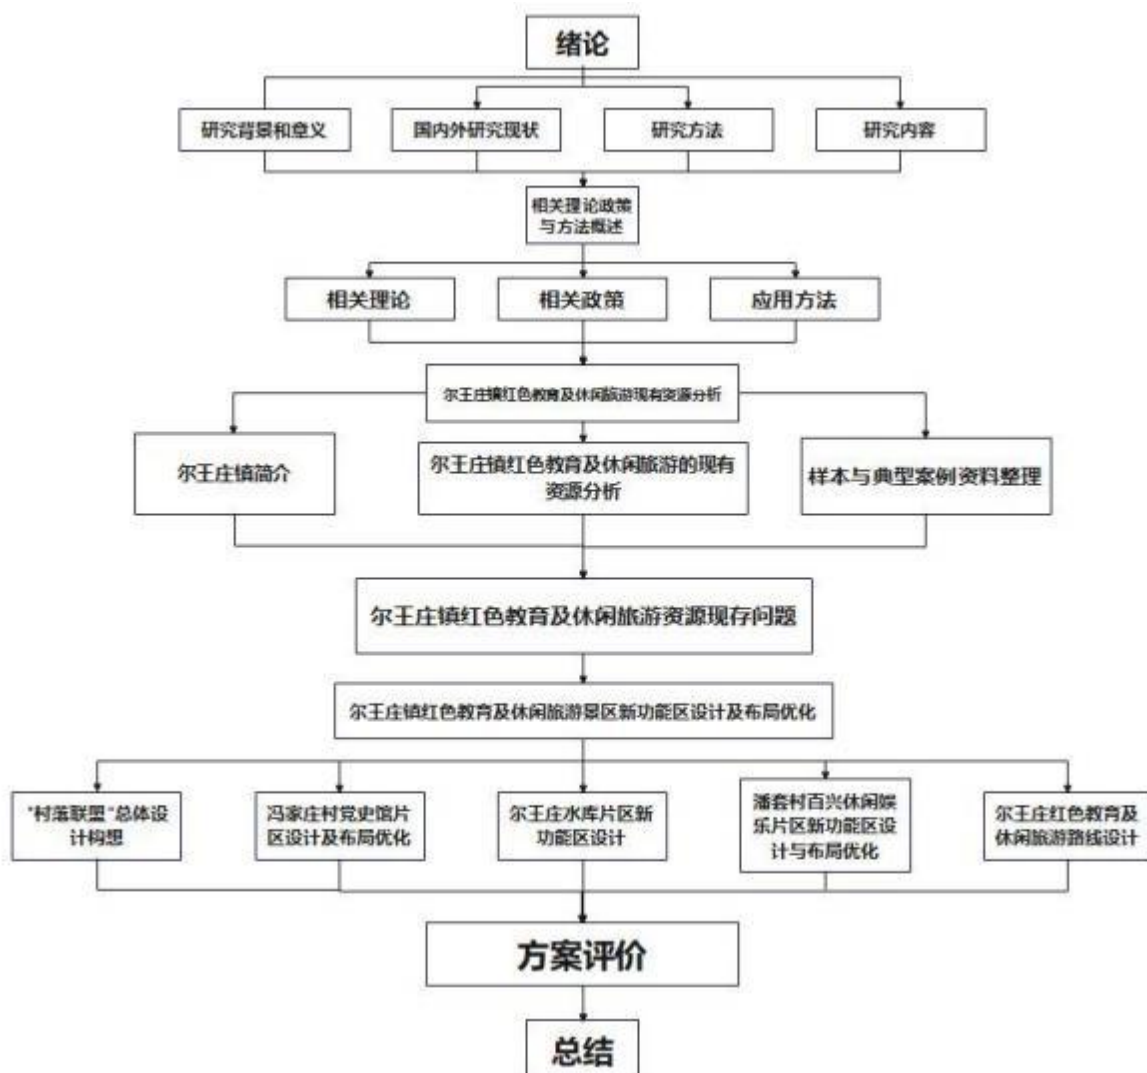 绪论
研究背景和意义
国内外研究现状
研究方法
研究内容
相关理论政策
与方法概述
相关理论
相关政策
应用方法
尔王庄镇红色教育及休闲旅游现有资源分析
尔王庄镇简介
尔王庄镇红色教育及休闲旅游的现有
资源分析
样本与典型案例资料整理
尔王庄镇红色教育及休闲旅游资源现存问题
尔王庄镇红色教育及休闲旅游景区新功能区设计及布局优化
“村落联盟“总体设
计构想
冯家庄村党史馆片
区设计及布局优化
尔王庄水库片区新
功能区设计
潘套村百兴休闲娱
乐片区新功能区设
计与布局优化
尔王庄红色教育及
休闲旅游路线设计
方案评价
总结